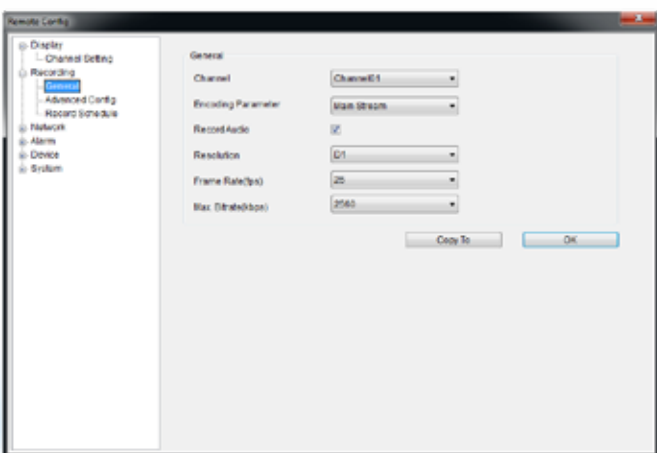 Remote Config
Display
Channel Setting
Recording
General
Advanced Config
Record Schedule
Network
Alarm
Device
System
General
Channel Channel01
Encoding Parameter Main Stream
Record Audio
Resolution D1
Frame Rate(fps) 25
Max. Bitrate(kbps) 2560
Copy To OK